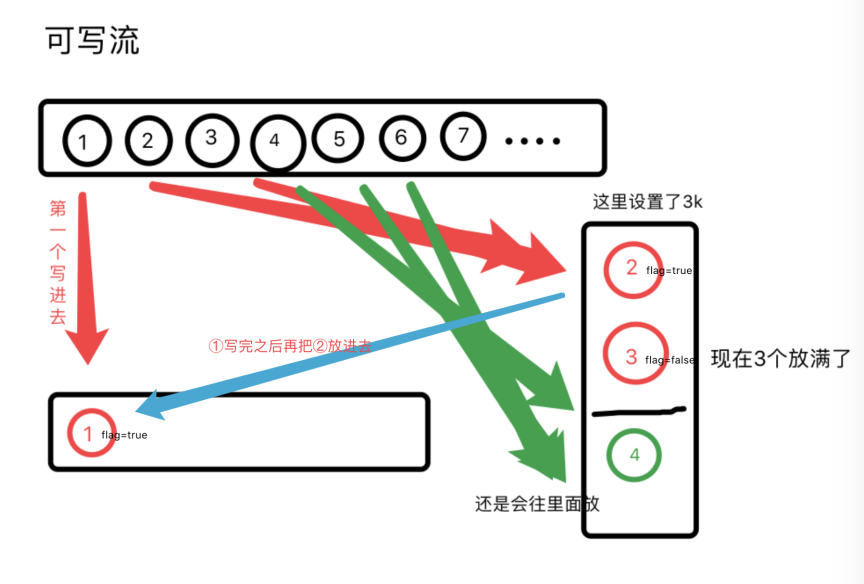 可写流
1 2 3 4 5 6 7 ....
这里设置了3k
第一个写进去
2 flag=true
①写完之后再把②放进去
3 flag=false
现在3个放满了
1 flag=true
4
还是会往里面放